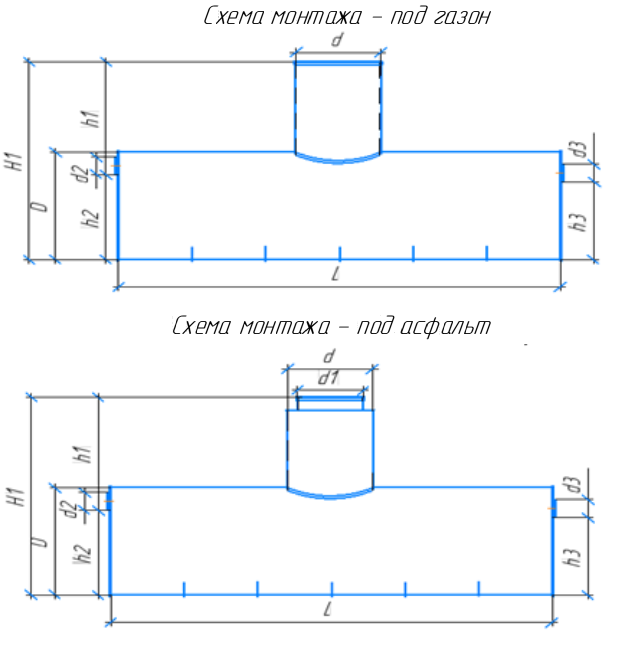 Схема монтажа - под газон
d
h1
H1
d3
d2
D
h2
h3
L
Схема монтажа - под асфальт
d
d1
h1
H1
d3
d2
D
h2
h3
L